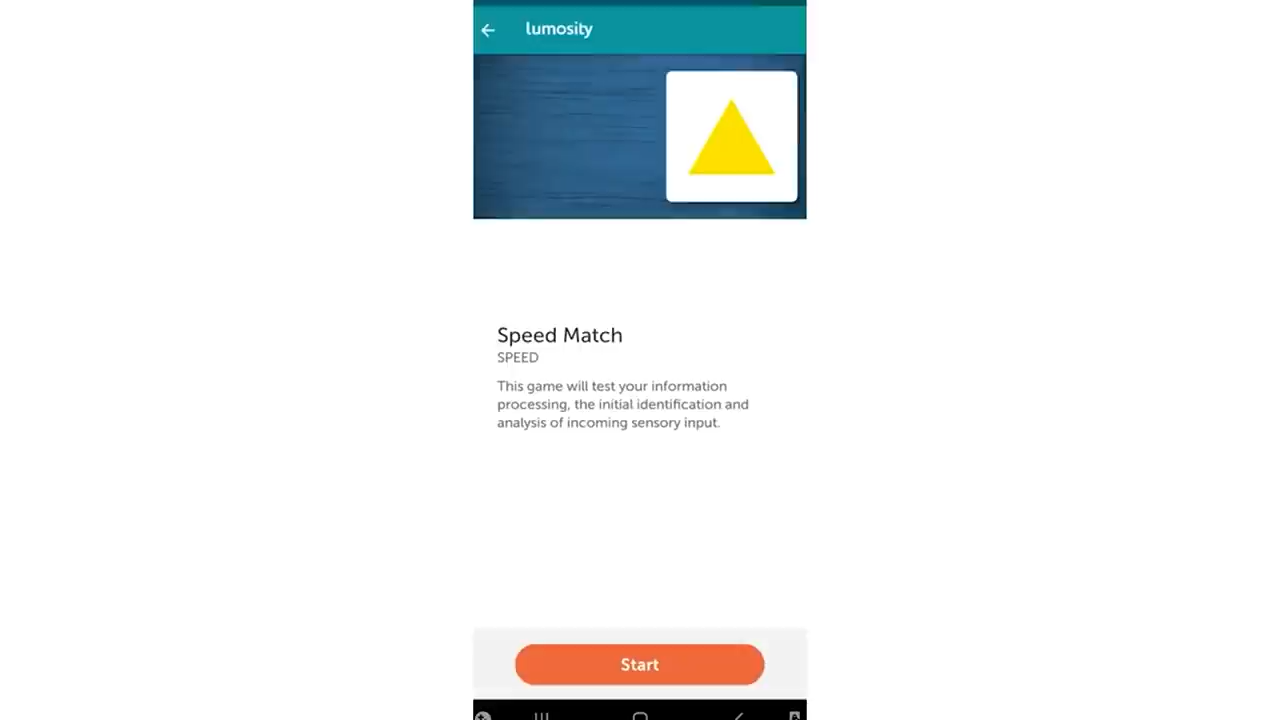 lumosity
Speed Match
SPEED
This game will test your information
processing, the initial identification and
analysis of incoming sensory input.
Start